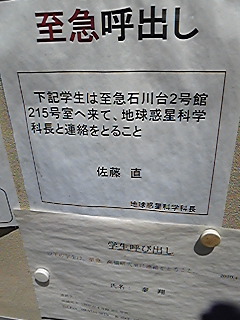 至急呼出し
下記学生は至急石川台2号館
215号室へ来て、地球惑星科学
科長と連絡をとること
佐藤 直
地球惑星科学科長
学生呼び出し
氏名